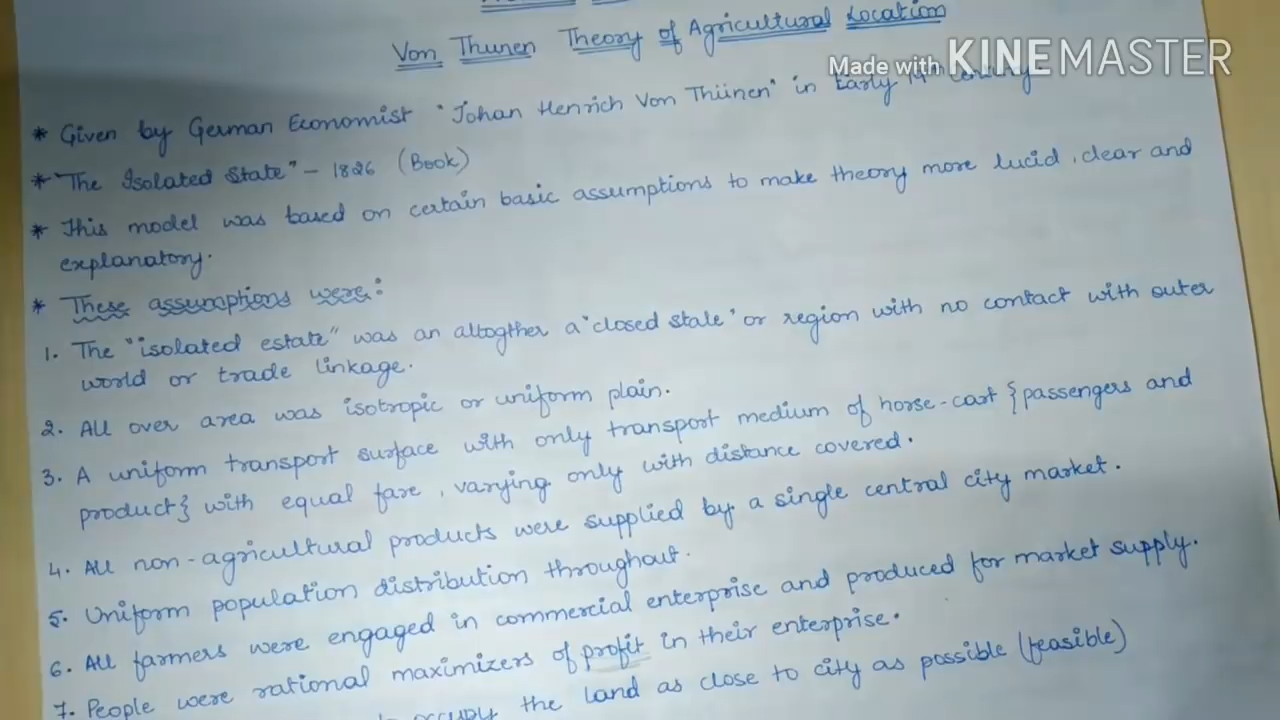 Von Thunen Theory of Agricultural Location
Made with KINEMASTER
* Given by German Economist "Johan Henrich Von Thünen" in Early 19th Century.
* "The Isolated State" - 1826 (Book)
* This model was based on certain basic assumptions to make theory more lucid, clear and
explanatory.
* These assumptions were:
1. The "isolated estate" was an altogther a "closed state" or region with no contact with outer
world or trade linkage.
2. All over area was isotropic or uniform plain.
3. A uniform transport surface with only transport medium of horse-cart {passengers and
product} with equal fare, varying only with distance covered.
4. All non-agricultural products were supplied by a single central city market.
5. Uniform population distribution throughout.
6. All farmers were engaged in commercial enterprise and produced for market supply.
7. People were rational maximizers of profit in their enterprise.
occupy the land as close to city as possible (feasible)